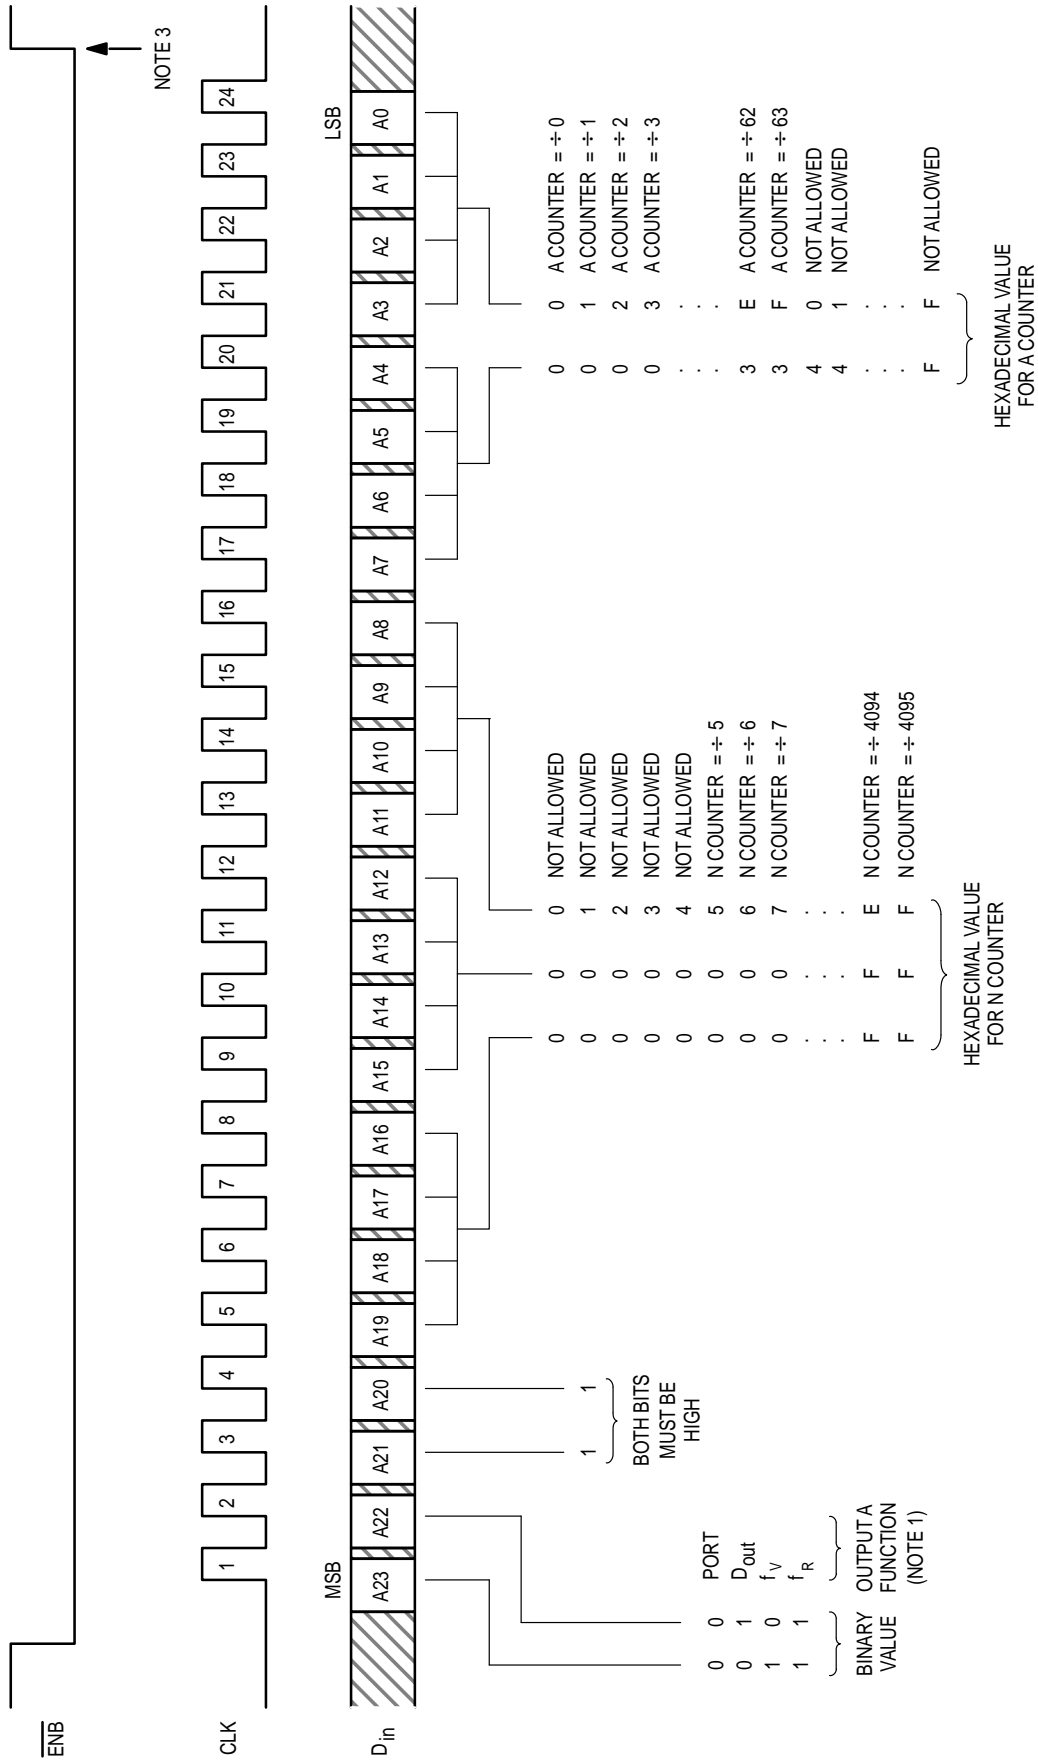 ENB
NOTE 3
CLK
1 2 3 4 5 6 7 8 9 10 11 12 13 14 15 16 17 18 19 20 21 22 23 24
MSB
LSB
Din
A23 A22 A21 A20 A19 A18 A17 A16 A15 A14 A13 A12 A11 A10 A9 A8 A7 A6 A5 A4 A3 A2 A1 A0
0 0 PORT
0 1 Dout
1 0 fV
1 1 fR
BINARY
VALUE
OUTPUT A
FUNCTION
(NOTE 1)
1 1
BOTH BITS
MUST BE
HIGH
0 0 0 NOT ALLOWED
0 0 1 NOT ALLOWED
0 0 2 NOT ALLOWED
0 0 3 NOT ALLOWED
0 0 4 NOT ALLOWED
0 0 5 N COUNTER = ÷ 5
0 0 6 N COUNTER = ÷ 6
0 0 7 N COUNTER = ÷ 7
. . .
. . .
F F E N COUNTER = ÷ 4094
F F F N COUNTER = ÷ 4095
HEXADECIMAL VALUE
FOR N COUNTER
0 0 A COUNTER = ÷ 0
0 1 A COUNTER = ÷ 1
0 2 A COUNTER = ÷ 2
0 3 A COUNTER = ÷ 3
. .
. .
. .
3 E A COUNTER = ÷ 62
3 F A COUNTER = ÷ 63
4 0 NOT ALLOWED
4 1 NOT ALLOWED
. .
. .
. .
F F NOT ALLOWED
HEXADECIMAL VALUE
FOR A COUNTER